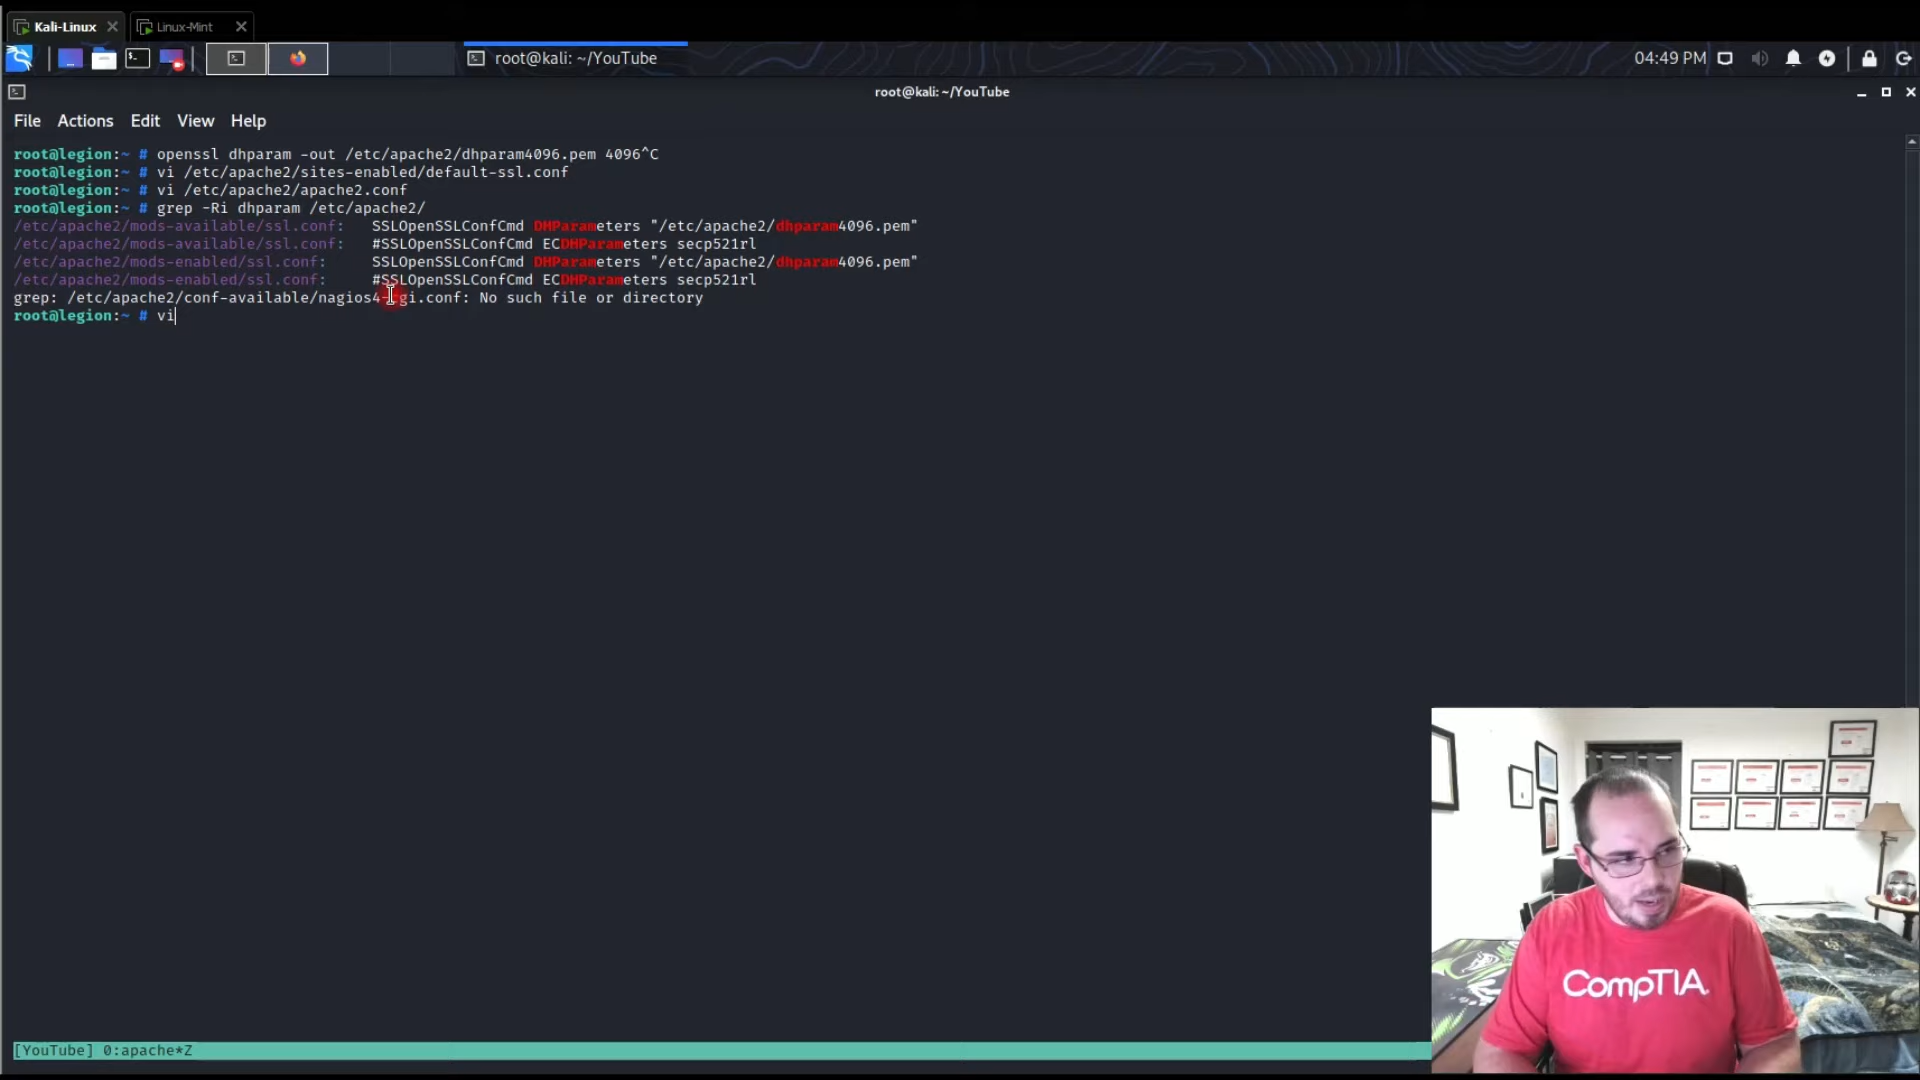 Kali-Linux
Linux-Mint
root@kali: ~/YouTube
04:49 PM
root@kali: ~/YouTube
File Actions Edit View Help
root@legion:~ # openssl dhparam -out /etc/apache2/dhparam4096.pem 4096^C
root@legion:~ # vi /etc/apache2/sites-enabled/default-ssl.conf
root@legion:~ # vi /etc/apache2/apache2.conf
root@legion:~ # grep -Ri dhparam /etc/apache2/
/etc/apache2/mods-available/ssl.conf: SSLOpenSSLConfCmd DHParameters "/etc/apache2/dhparam4096.pem"
/etc/apache2/mods-available/ssl.conf: #SSLOpenSSLConfCmd ECDHParameters secp521rl
/etc/apache2/mods-enabled/ssl.conf: SSLOpenSSLConfCmd DHParameters "/etc/apache2/dhparam4096.pem"
/etc/apache2/mods-enabled/ssl.conf: #SSLOpenSSLConfCmd ECDHParameters secp521rl
grep: /etc/apache2/conf-available/nagios4-cgi.conf: No such file or directory
root@legion:~ # vi
CompTIA.
[YouTube] 0:apache*Z